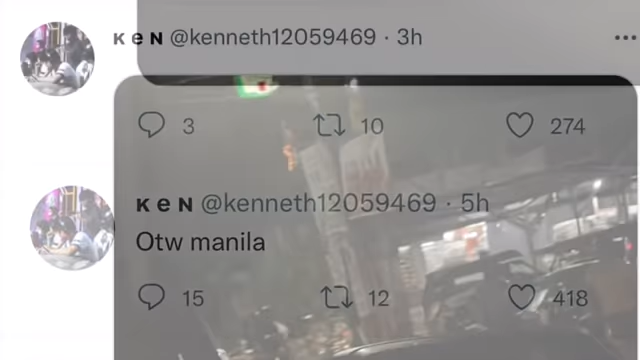 ᴋ ᴇ ɴ @kenneth12059469 · 3h
3 10 274
ᴋ ᴇ ɴ @kenneth12059469 · 5h
Otw manila
15 12 418